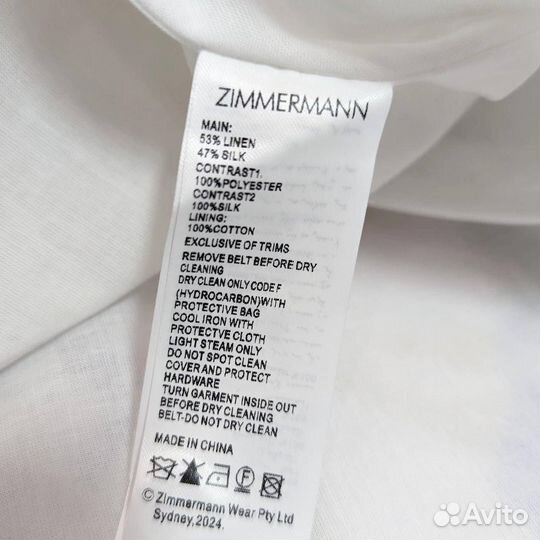 ZIMMERMANN
MAIN:
53% LINEN
47% SILK
CONTRAST1.
100%POLYESTER
CONTRAST2
100%SILK
LINING:
100%COTTON
EXCLUSIVE OF TRIMS
REMOVE BELT BEFORE DRY
CLEANING
DRY CLEAN ONLY CODE F
(HYDROCARBON)WITH
PROTECTIVE BAG
COOL IRON WITH
PROTECTVE CLOTH
LIGHT STEAM ONLY
DO NOT SPOT CLEAN
COVER AND PROTECT
HARDWARE
TURN GARMENT INSIDE OUT
BEFORE DRY CLEANING
BELT-DO NOT DRY CLEAN
MADE IN CHINA
F
© Zimmermann Wear Pty Ltd
Sydney,2024.
Avito